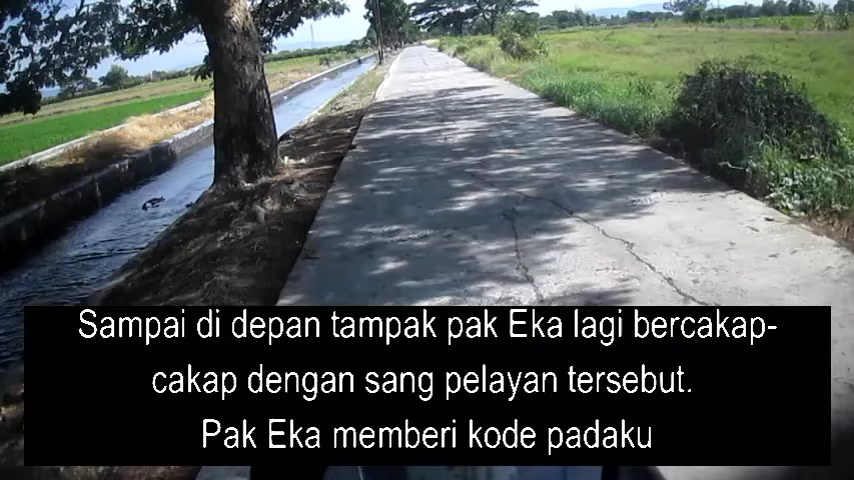 Sampai di depan tampak pak Eka lagi bercakap-
cakap dengan sang pelayan tersebut.
Pak Eka memberi kode padaku